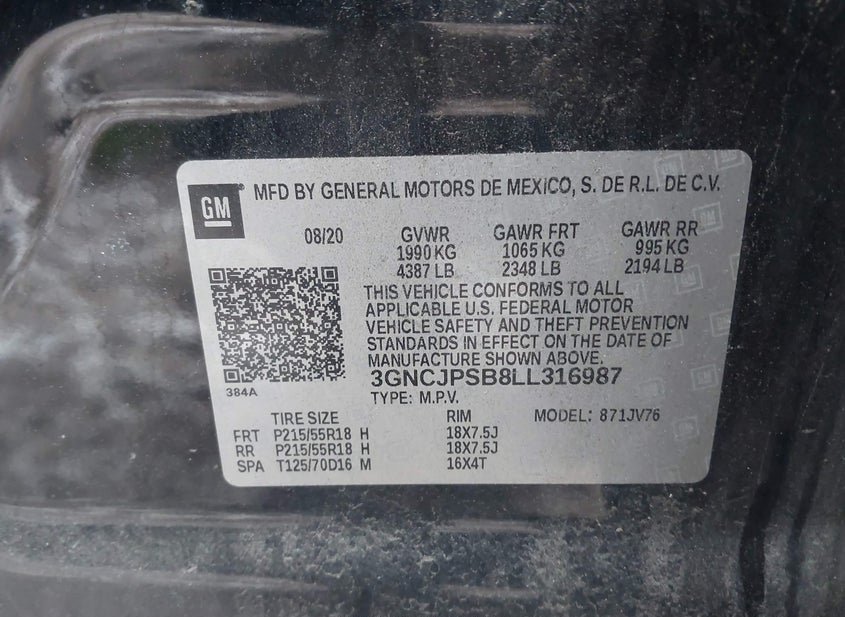 GM
MFD BY GENERAL MOTORS DE MEXICO, S. DE R.L. DE C.V.
08/20 GVWR GAWR FRT GAWR RR
1990 KG 1065 KG 995 KG
4387 LB 2348 LB 2194 LB
THIS VEHICLE CONFORMS TO ALL
APPLICABLE U.S. FEDERAL MOTOR
VEHICLE SAFETY AND THEFT PREVENTION
STANDARDS IN EFFECT ON THE DATE OF
MANUFACTURE SHOWN ABOVE.
384A
3GNCJPSB8LL316987
TYPE: M.P.V.
TIRE SIZE RIM MODEL: 871JV76
FRT P215/55R18 H 18X7.5J
RR P215/55R18 H 18X7.5J
SPA T125/70D16 M 16X4T